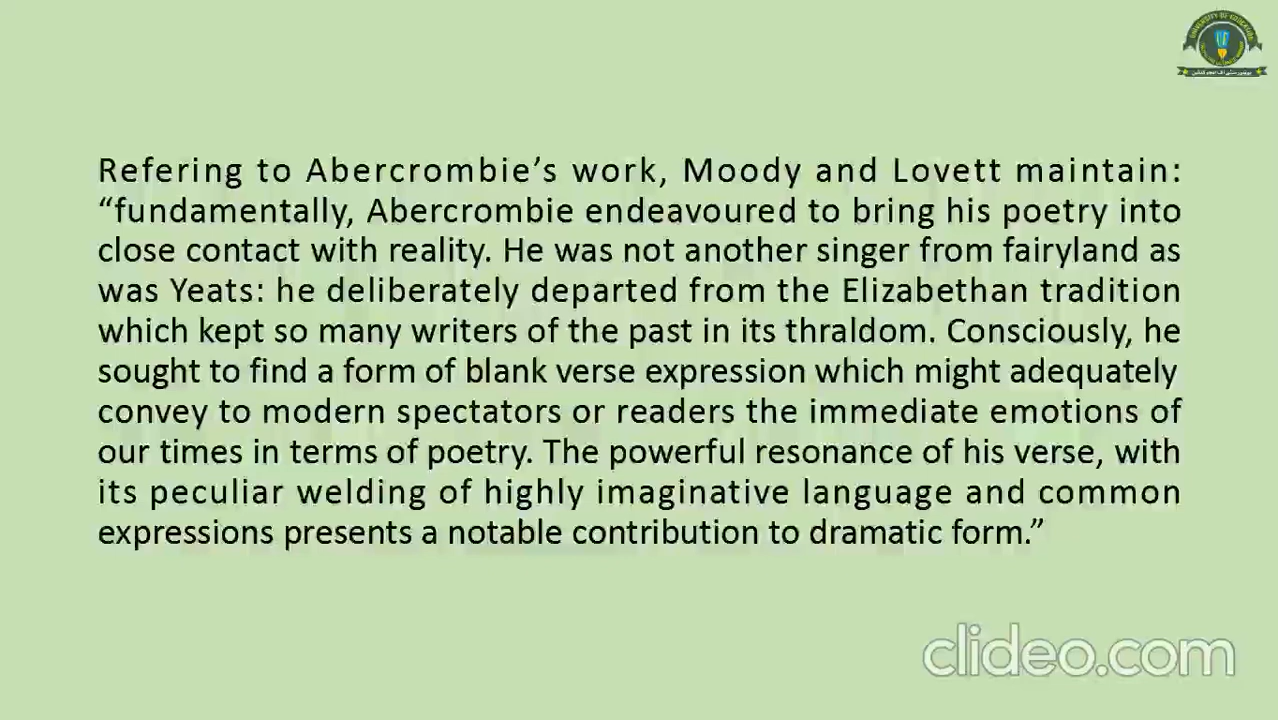 UNIVERSITY OF EDUCATION
Refering to Abercrombie’s work, Moody and Lovett maintain:
“fundamentally, Abercrombie endeavoured to bring his poetry into
close contact with reality. He was not another singer from fairyland as
was Yeats: he deliberately departed from the Elizabethan tradition
which kept so many writers of the past in its thraldom. Consciously, he
sought to find a form of blank verse expression which might adequately
convey to modern spectators or readers the immediate emotions of
our times in terms of poetry. The powerful resonance of his verse, with
its peculiar welding of highly imaginative language and common
expressions presents a notable contribution to dramatic form.”
clideo.com